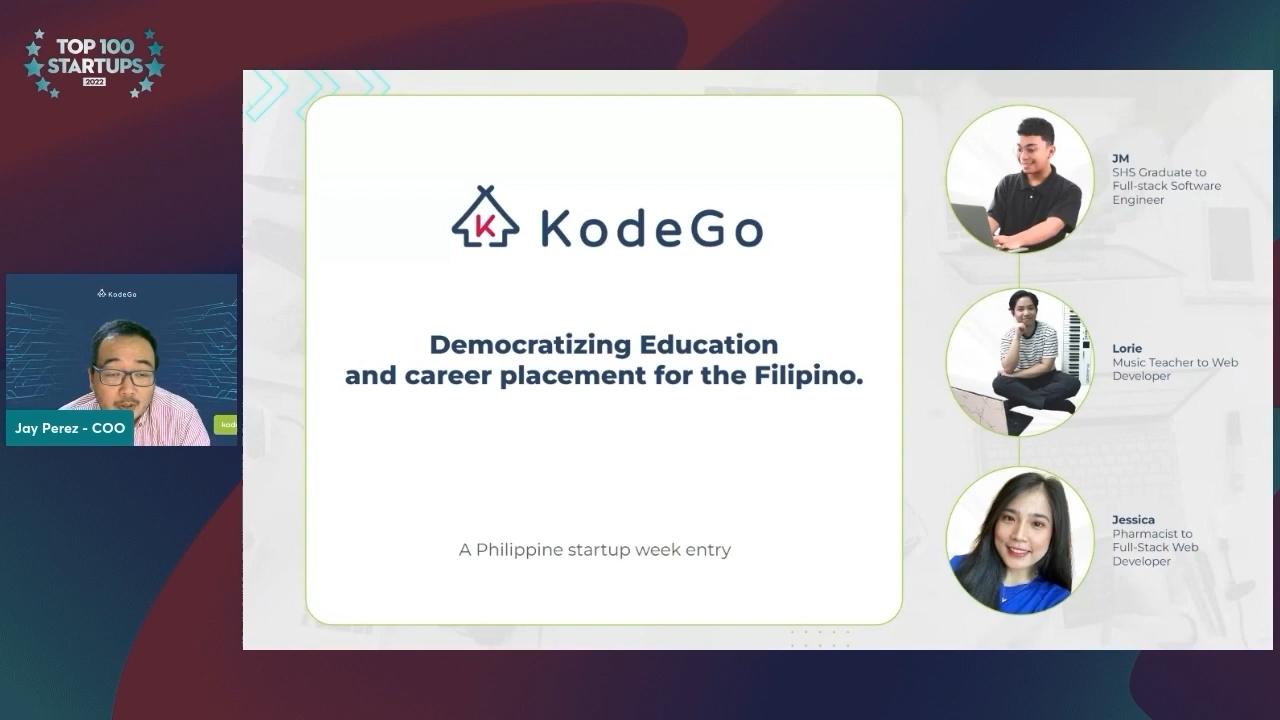 TOP 100
STARTUPS
2022
KodeGo
Jay Perez - COO
K KodeGo
Democratizing Education
and career placement for the Filipino.
A Philippine startup week entry
JM
SHS Graduate to
Full-stack Software
Engineer
Lorie
Music Teacher to Web
Developer
Jessica
Pharmacist to
Full-Stack Web
Developer